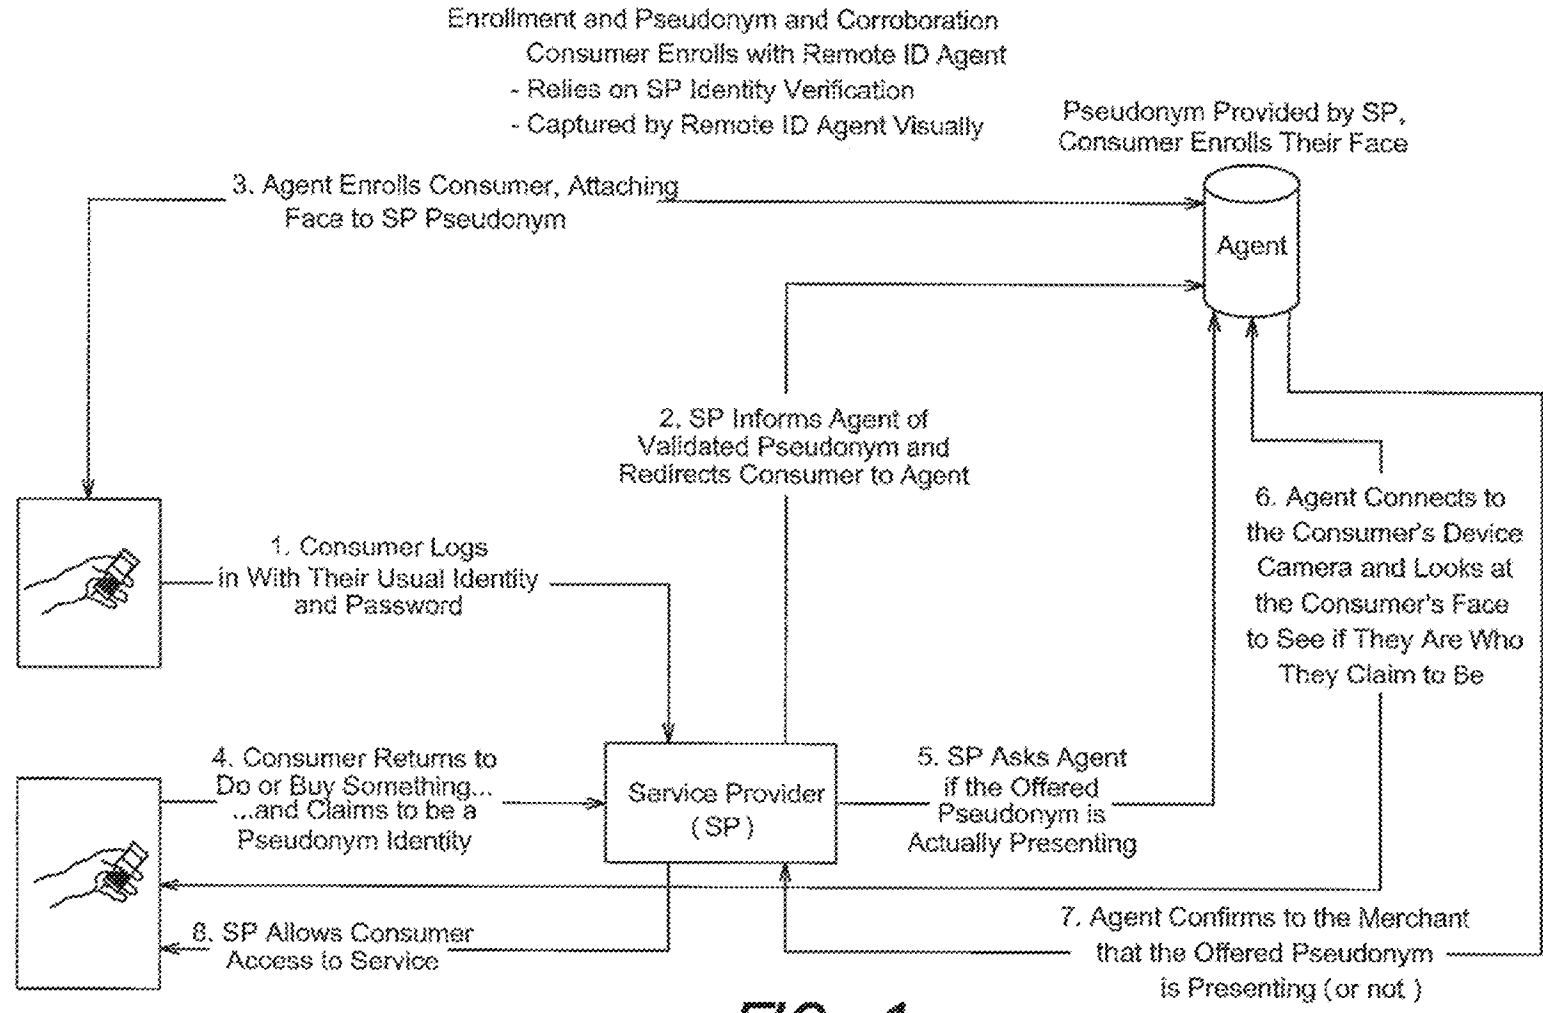 Enrollment and Pseudonym and Corroboration
Consumer Enrolls with Remote ID Agent
- Relies on SP Identity Verification
- Captured by Remote ID Agent Visually
Pseudonym Provided by SP,
Consumer Enrolls Their Face
3. Agent Enrolls Consumer, Attaching
Face to SP Pseudonym
Agent
2. SP Informs Agent of
Validated Pseudonym and
Redirects Consumer to Agent
6. Agent Connects to
the Consumer's Device
Camera and Looks at
the Consumer's Face
to See if They Are Who
They Claim to Be
1. Consumer Logs
in With Their Usual Identity
and Password
4. Consumer Returns to
Do or Buy Something...
...and Claims to be a
Pseudonym Identity
Service Provider
(SP)
5. SP Asks Agent
if the Offered
Pseudonym is
Actually Presenting
7. Agent Confirms to the Merchant
that the Offered Pseudonym
is Presenting (or not)
8. SP Allows Consumer
Access to Service